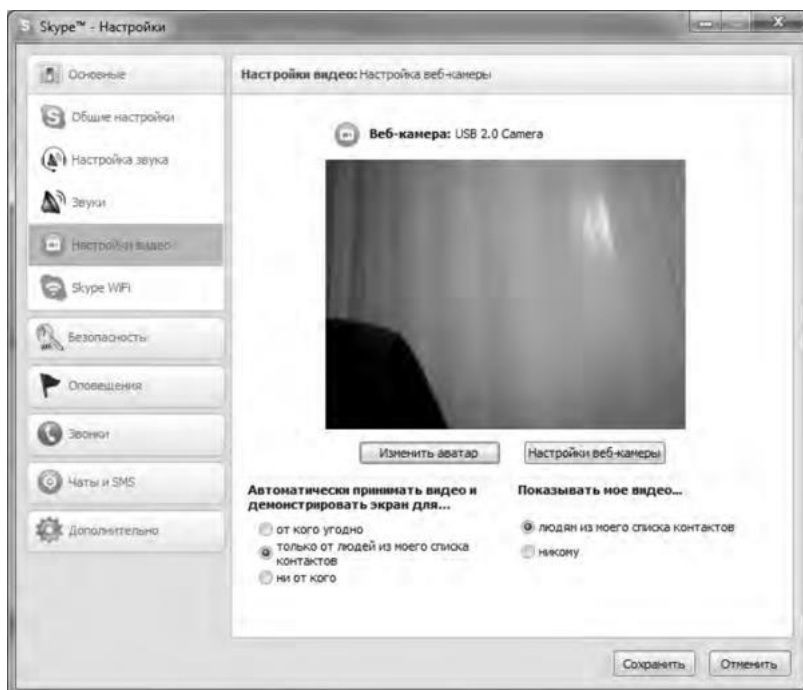 Skype™ - Настройки
Основные
Общие настройки
Настройка звука
Звуки
Настройки видео
Skype WiFi
Безопасность
Оповещения
Звонки
Чаты и SMS
Дополнительно
Настройки видео: Настройка веб-камеры
Веб-камера: USB 2.0 Camera
Изменить аватар
Настройки веб-камеры
Автоматически принимать видео и
демонстрировать экран для...
от кого угодно
только от людей из моего списка
контактов
ни от кого
Показывать мое видео...
людям из моего списка контактов
никому
Сохранить
Отменить